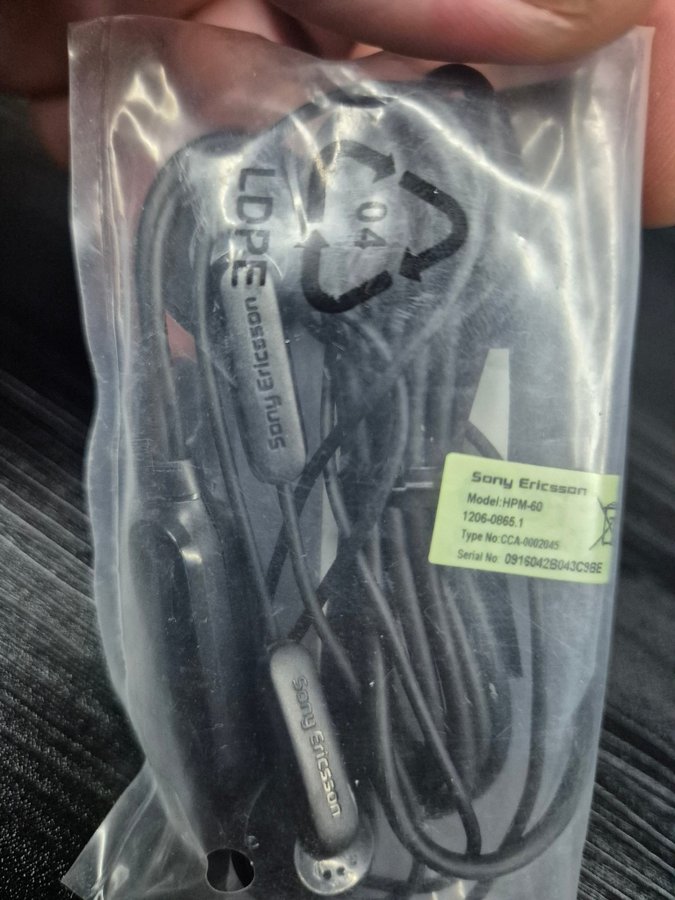 04
LDPE
Sony Ericsson
Sony Ericsson
Model:HPM-60
1206-0865.1
Type No:CCA-0002045
Serial No: 0916042B043C9BE
Sony Ericsson